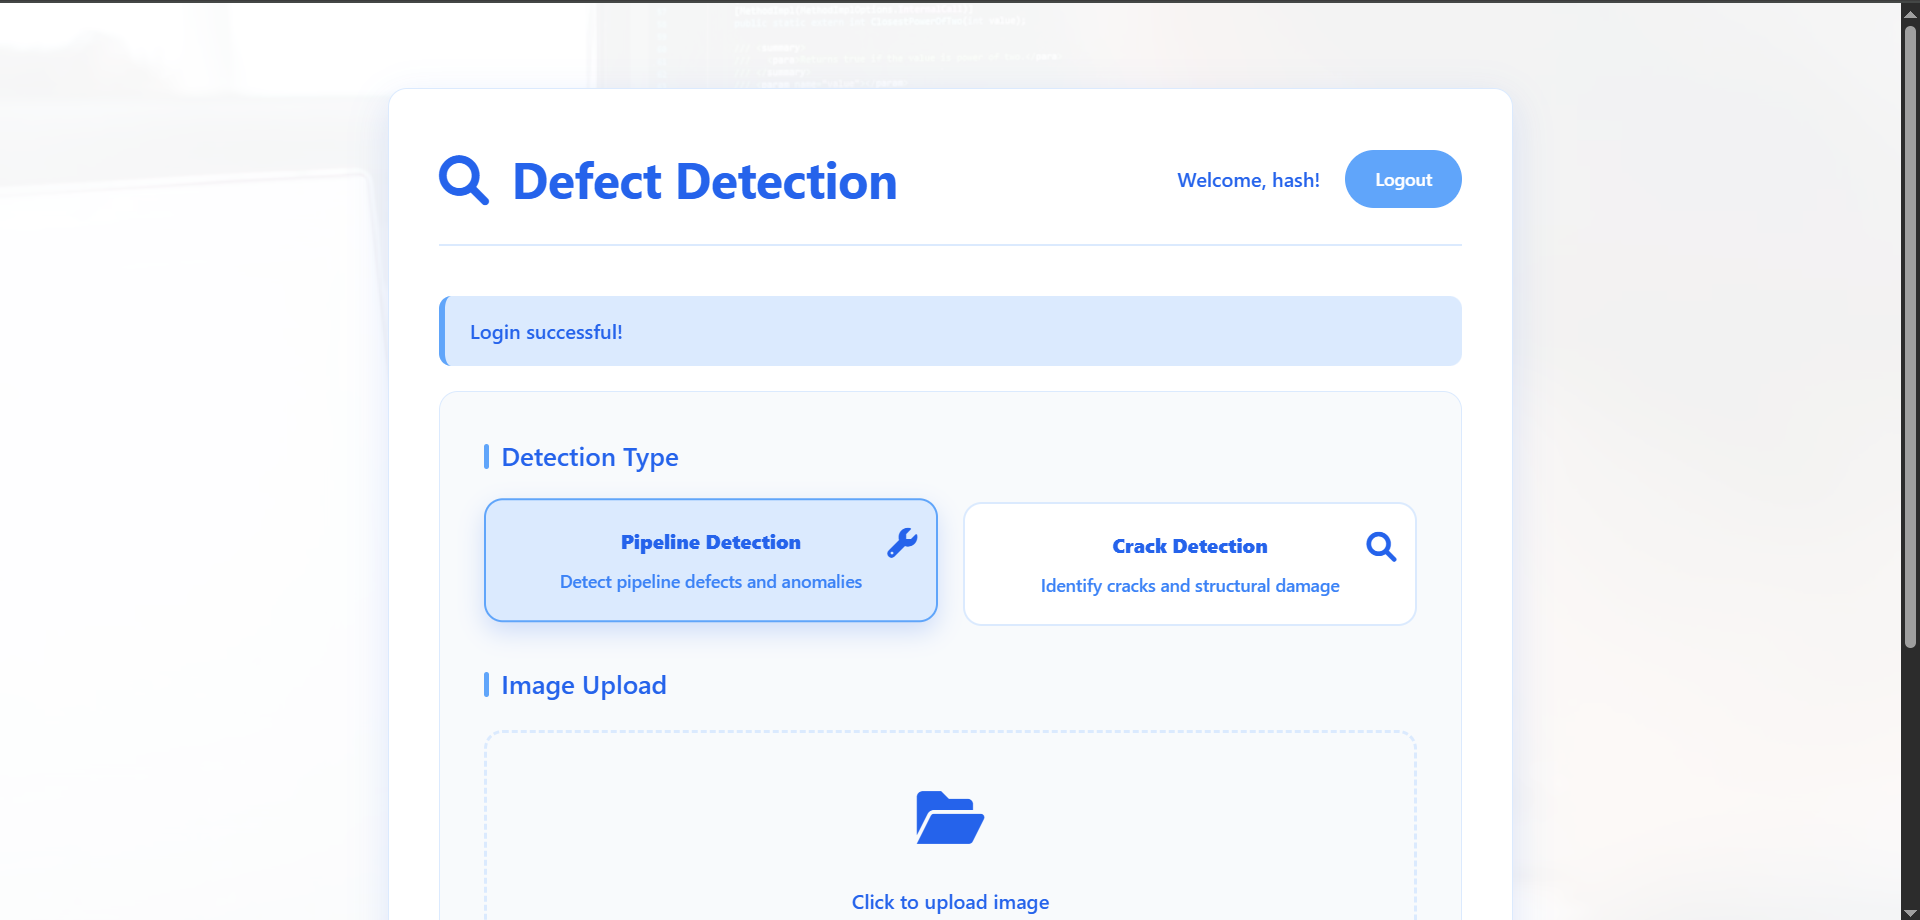 Defect Detection
Welcome, hash!
Logout
Login successful!
Detection Type
Pipeline Detection
Detect pipeline defects and anomalies
Crack Detection
Identify cracks and structural damage
Image Upload
Click to upload image